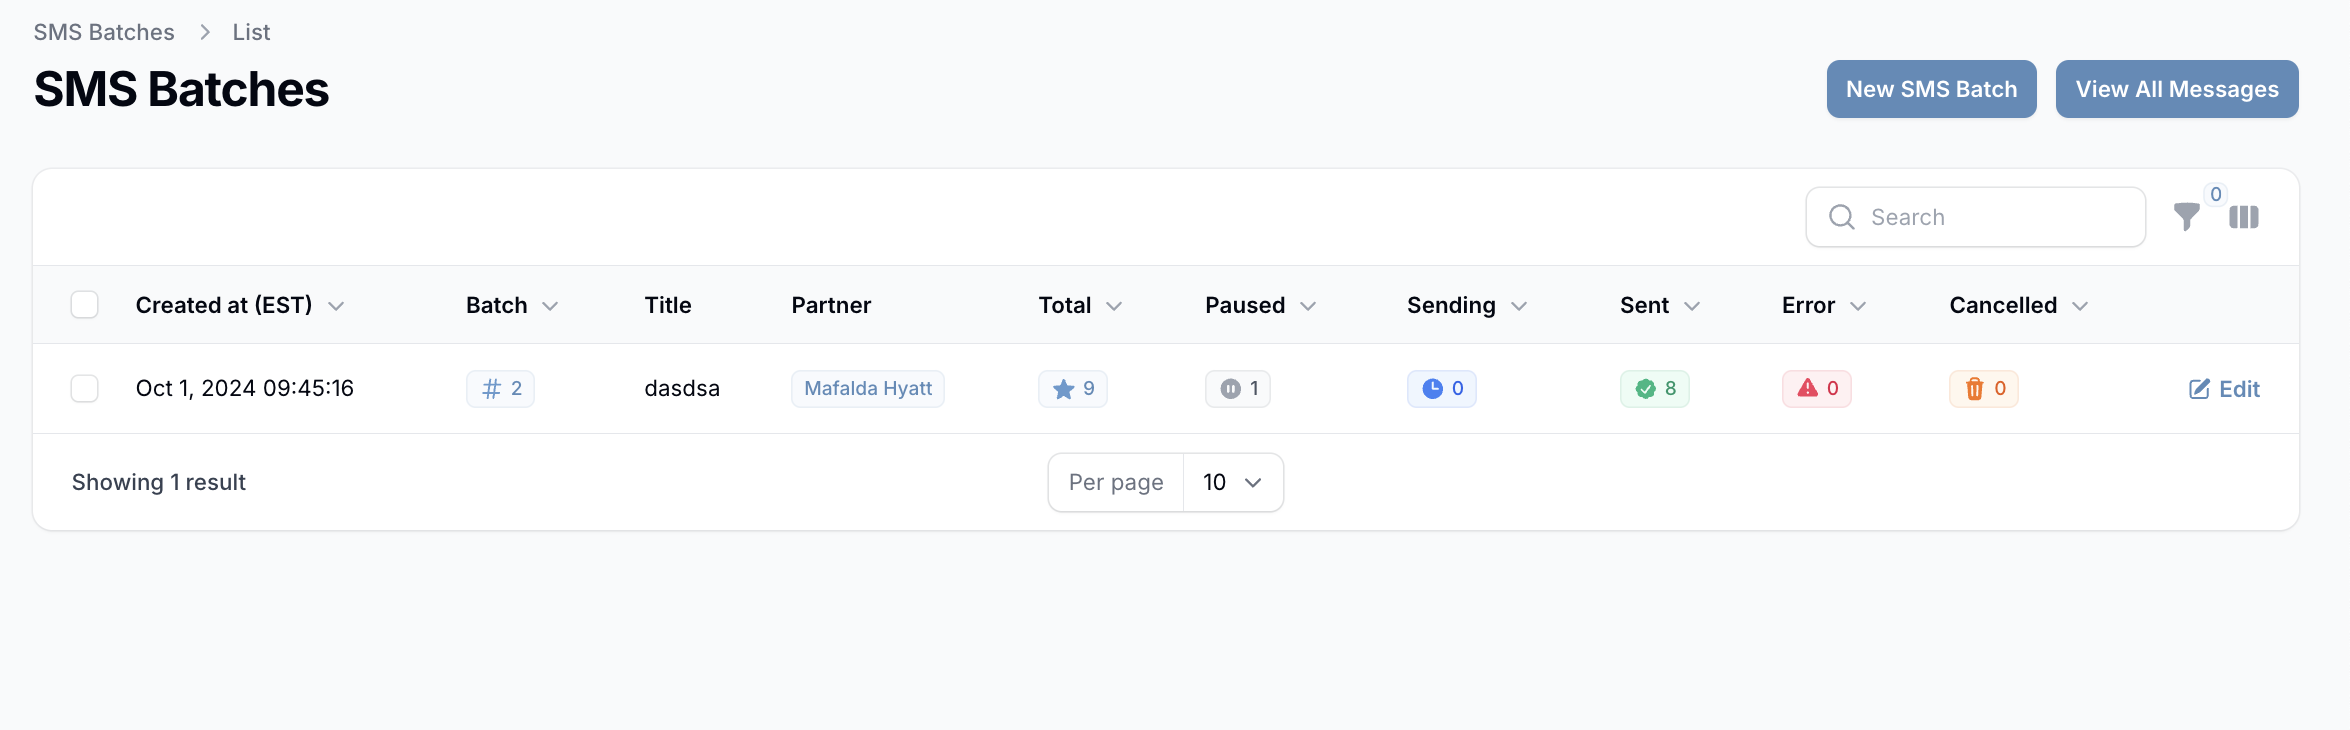 SMS Batches > List
SMS Batches
New SMS Batch View All Messages
Search 0
Created at (EST) Batch Title Partner Total Paused Sending Sent Error Cancelled
Oct 1, 2024 09:45:16 # 2 dasdsa Mafalda Hyatt 9 1 0 8 0 0 Edit
Showing 1 result Per page 10